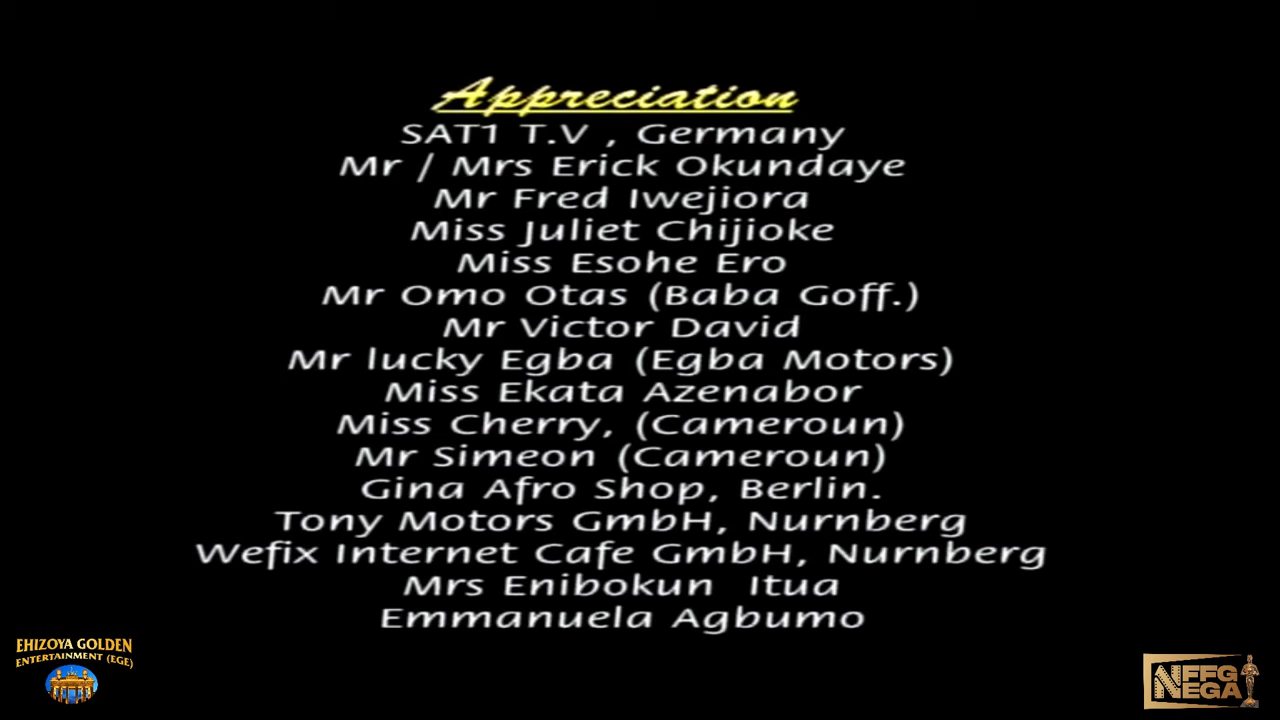 Appreciation
SAT1 T.V , Germany
Mr / Mrs Erick Okundaye
Mr Fred Iwejiora
Miss Juliet Chijioke
Miss Esohe Ero
Mr Omo Otas (Baba Goff.)
Mr Victor David
Mr lucky Egba (Egba Motors)
Miss Ekata Azenabor
Miss Cherry, (Cameroun)
Mr Simeon (Cameroun)
Gina Afro Shop, Berlin.
Tony Motors GmbH, Nurnberg
Wefix Internet Cafe GmbH, Nurnberg
Mrs Enibokun Itua
Emmanuela Agbumo
EHIZOYA GOLDEN
ENTERTAINMENT (EGE)
NFFG
NEGA